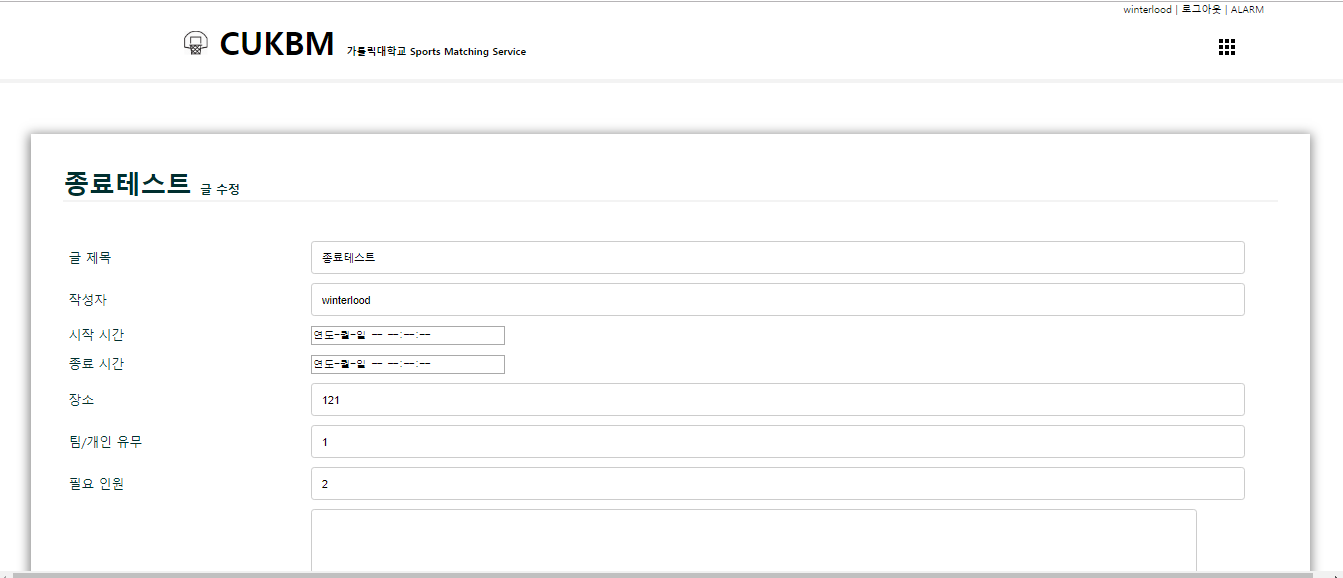 winterlood | 로그아웃 | ALARM
CUKBM 가톨릭대학교 Sports Matching Service
종료테스트 글 수정
글 제목 종료테스트
작성자 winterlood
시작 시간 연도-월-일 -- --:--:--
종료 시간 연도-월-일 -- --:--:--
장소 121
팀/개인 유무 1
필요 인원 2